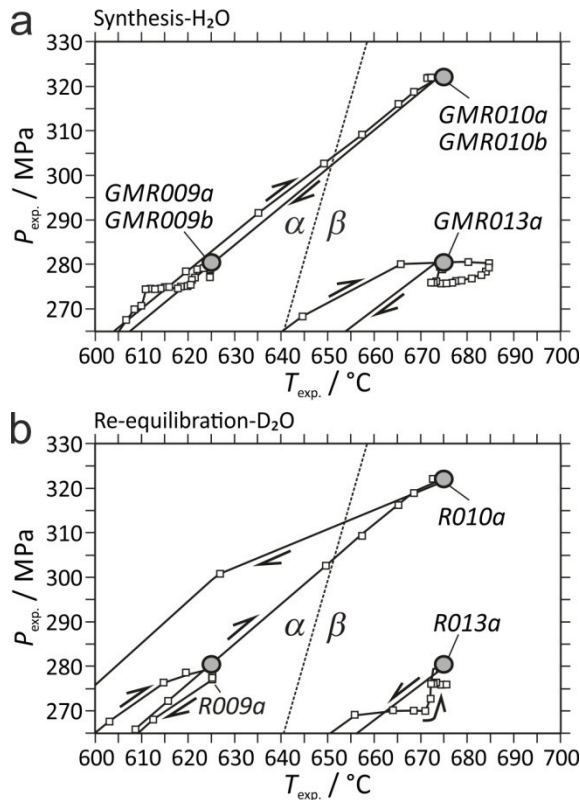 a
Synthesis-H₂O
330
320
310
300
290
280
270
P exp. / MPa
GMR010a
GMR010b
GMR009a
GMR009b
α β
GMR013a
600 610 620 630 640 650 660 670 680 690 700
T exp. / °C
b
Re-equilibration-D₂O
330
320
310
300
290
280
270
P exp. / MPa
R010a
α β
R013a
R009a
600 610 620 630 640 650 660 670 680 690 700
T exp. / °C